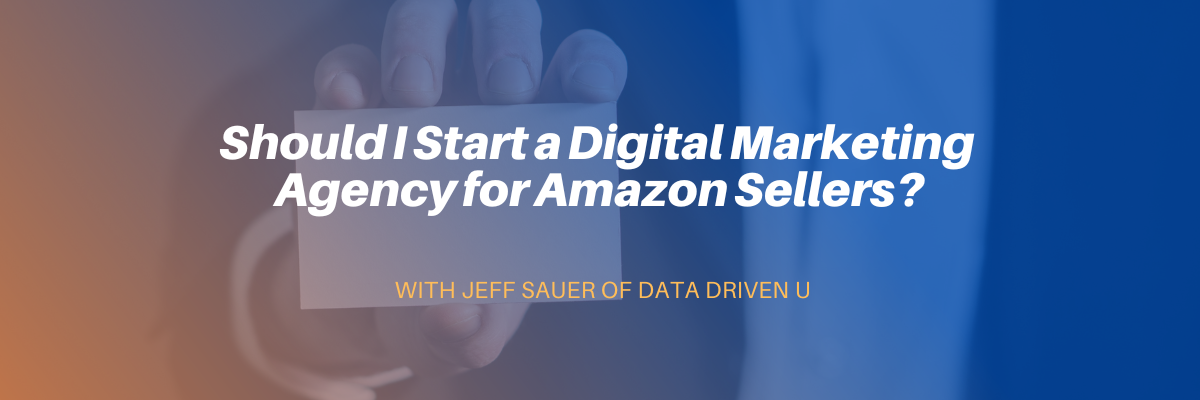 Should I Start a Digital Marketing
Agency for Amazon Sellers?
WITH JEFF SAUER OF DATA DRIVEN U